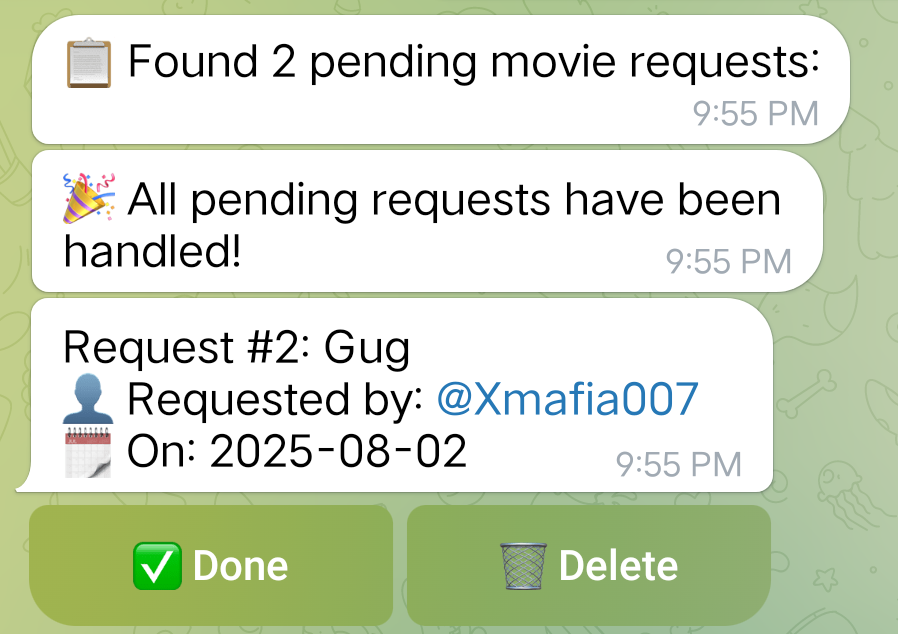 📋 Found 2 pending movie requests:
9:55 PM
🎉 All pending requests have been
handled!
9:55 PM
Request #2: Gug
👤 Requested by: @Xmafia007
🗓 On: 2025-08-02
9:55 PM
✅ Done
🗑 Delete